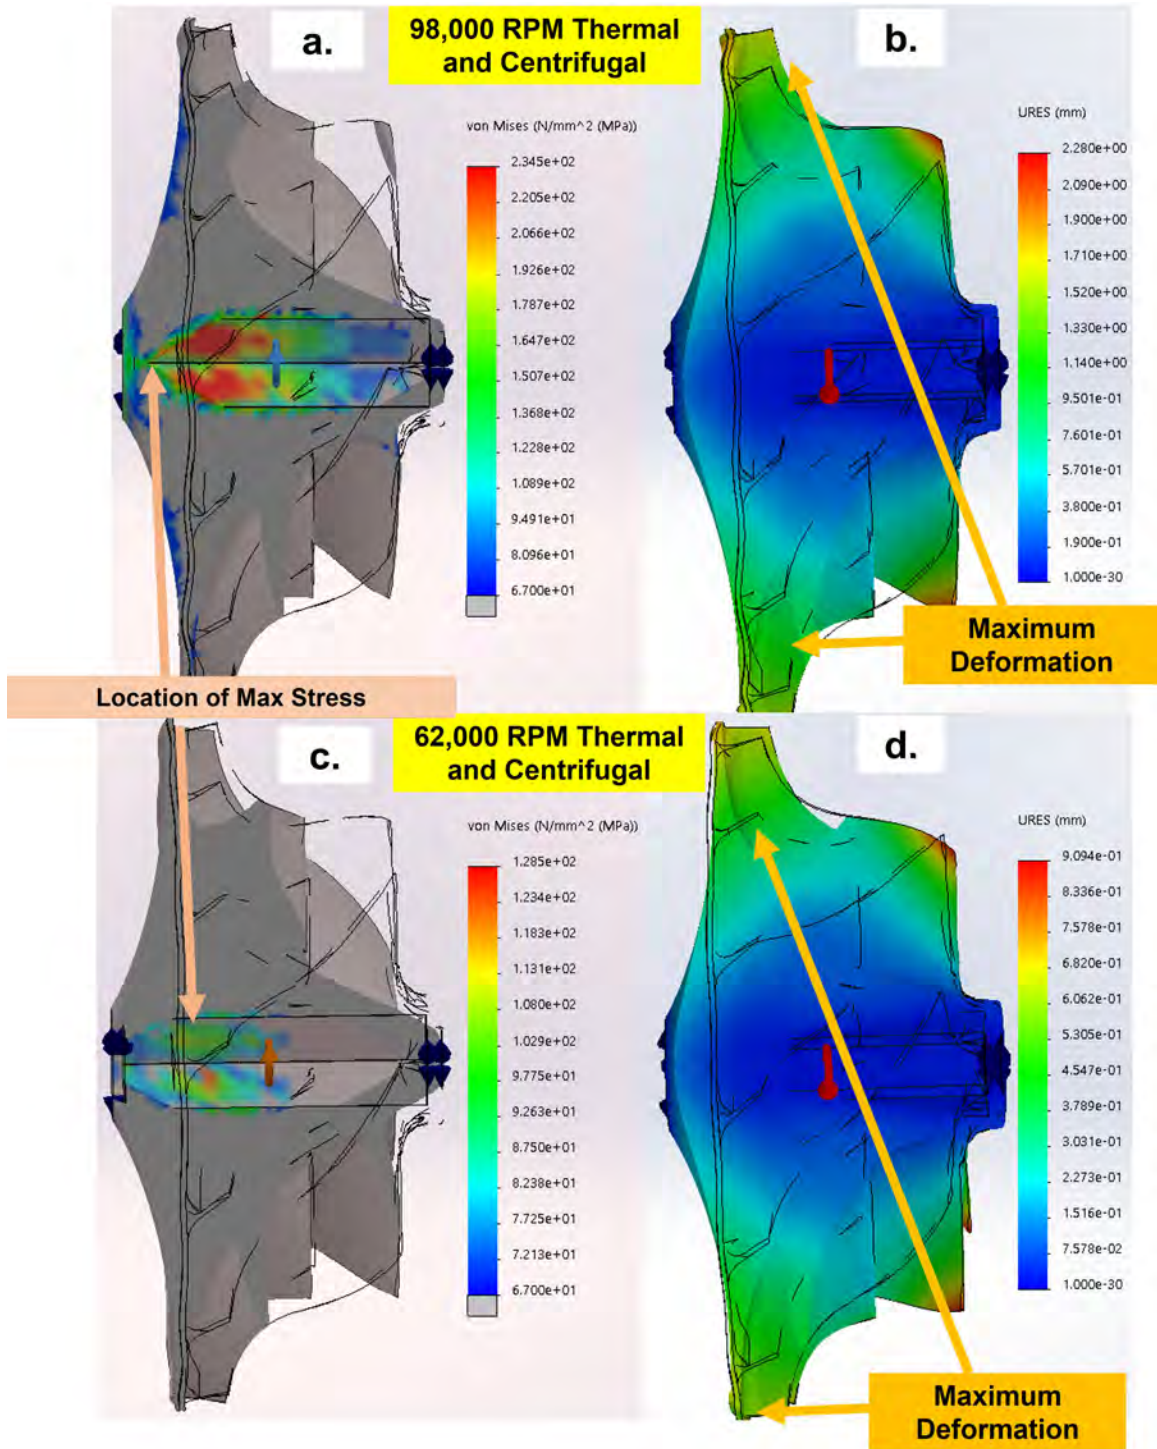 a.
98,000 RPM Thermal
and Centrifugal
b.
von Mises (N/mm^2 (MPa))
2.345e+02
2.205e+02
2.066e+02
1.926e+02
1.787e+02
1.647e+02
1.507e+02
1.368e+02
1.228e+02
1.089e+02
9.491e+01
8.096e+01
6.700e+01
URES (mm)
2.280e+00
2.090e+00
1.900e+00
1.710e+00
1.520e+00
1.330e+00
1.140e+00
9.501e-01
7.601e-01
5.701e-01
3.800e-01
1.900e-01
1.000e-30
Maximum
Deformation
Location of Max Stress
c.
62,000 RPM Thermal
and Centrifugal
d.
von Mises (N/mm^2 (MPa))
1.285e+02
1.234e+02
1.183e+02
1.131e+02
1.080e+02
1.029e+02
9.775e+01
9.263e+01
8.750e+01
8.238e+01
7.725e+01
7.213e+01
6.700e+01
URES (mm)
9.094e-01
8.336e-01
7.578e-01
6.820e-01
6.062e-01
5.305e-01
4.547e-01
3.789e-01
3.031e-01
2.273e-01
1.516e-01
7.578e-02
1.000e-30
Maximum
Deformation